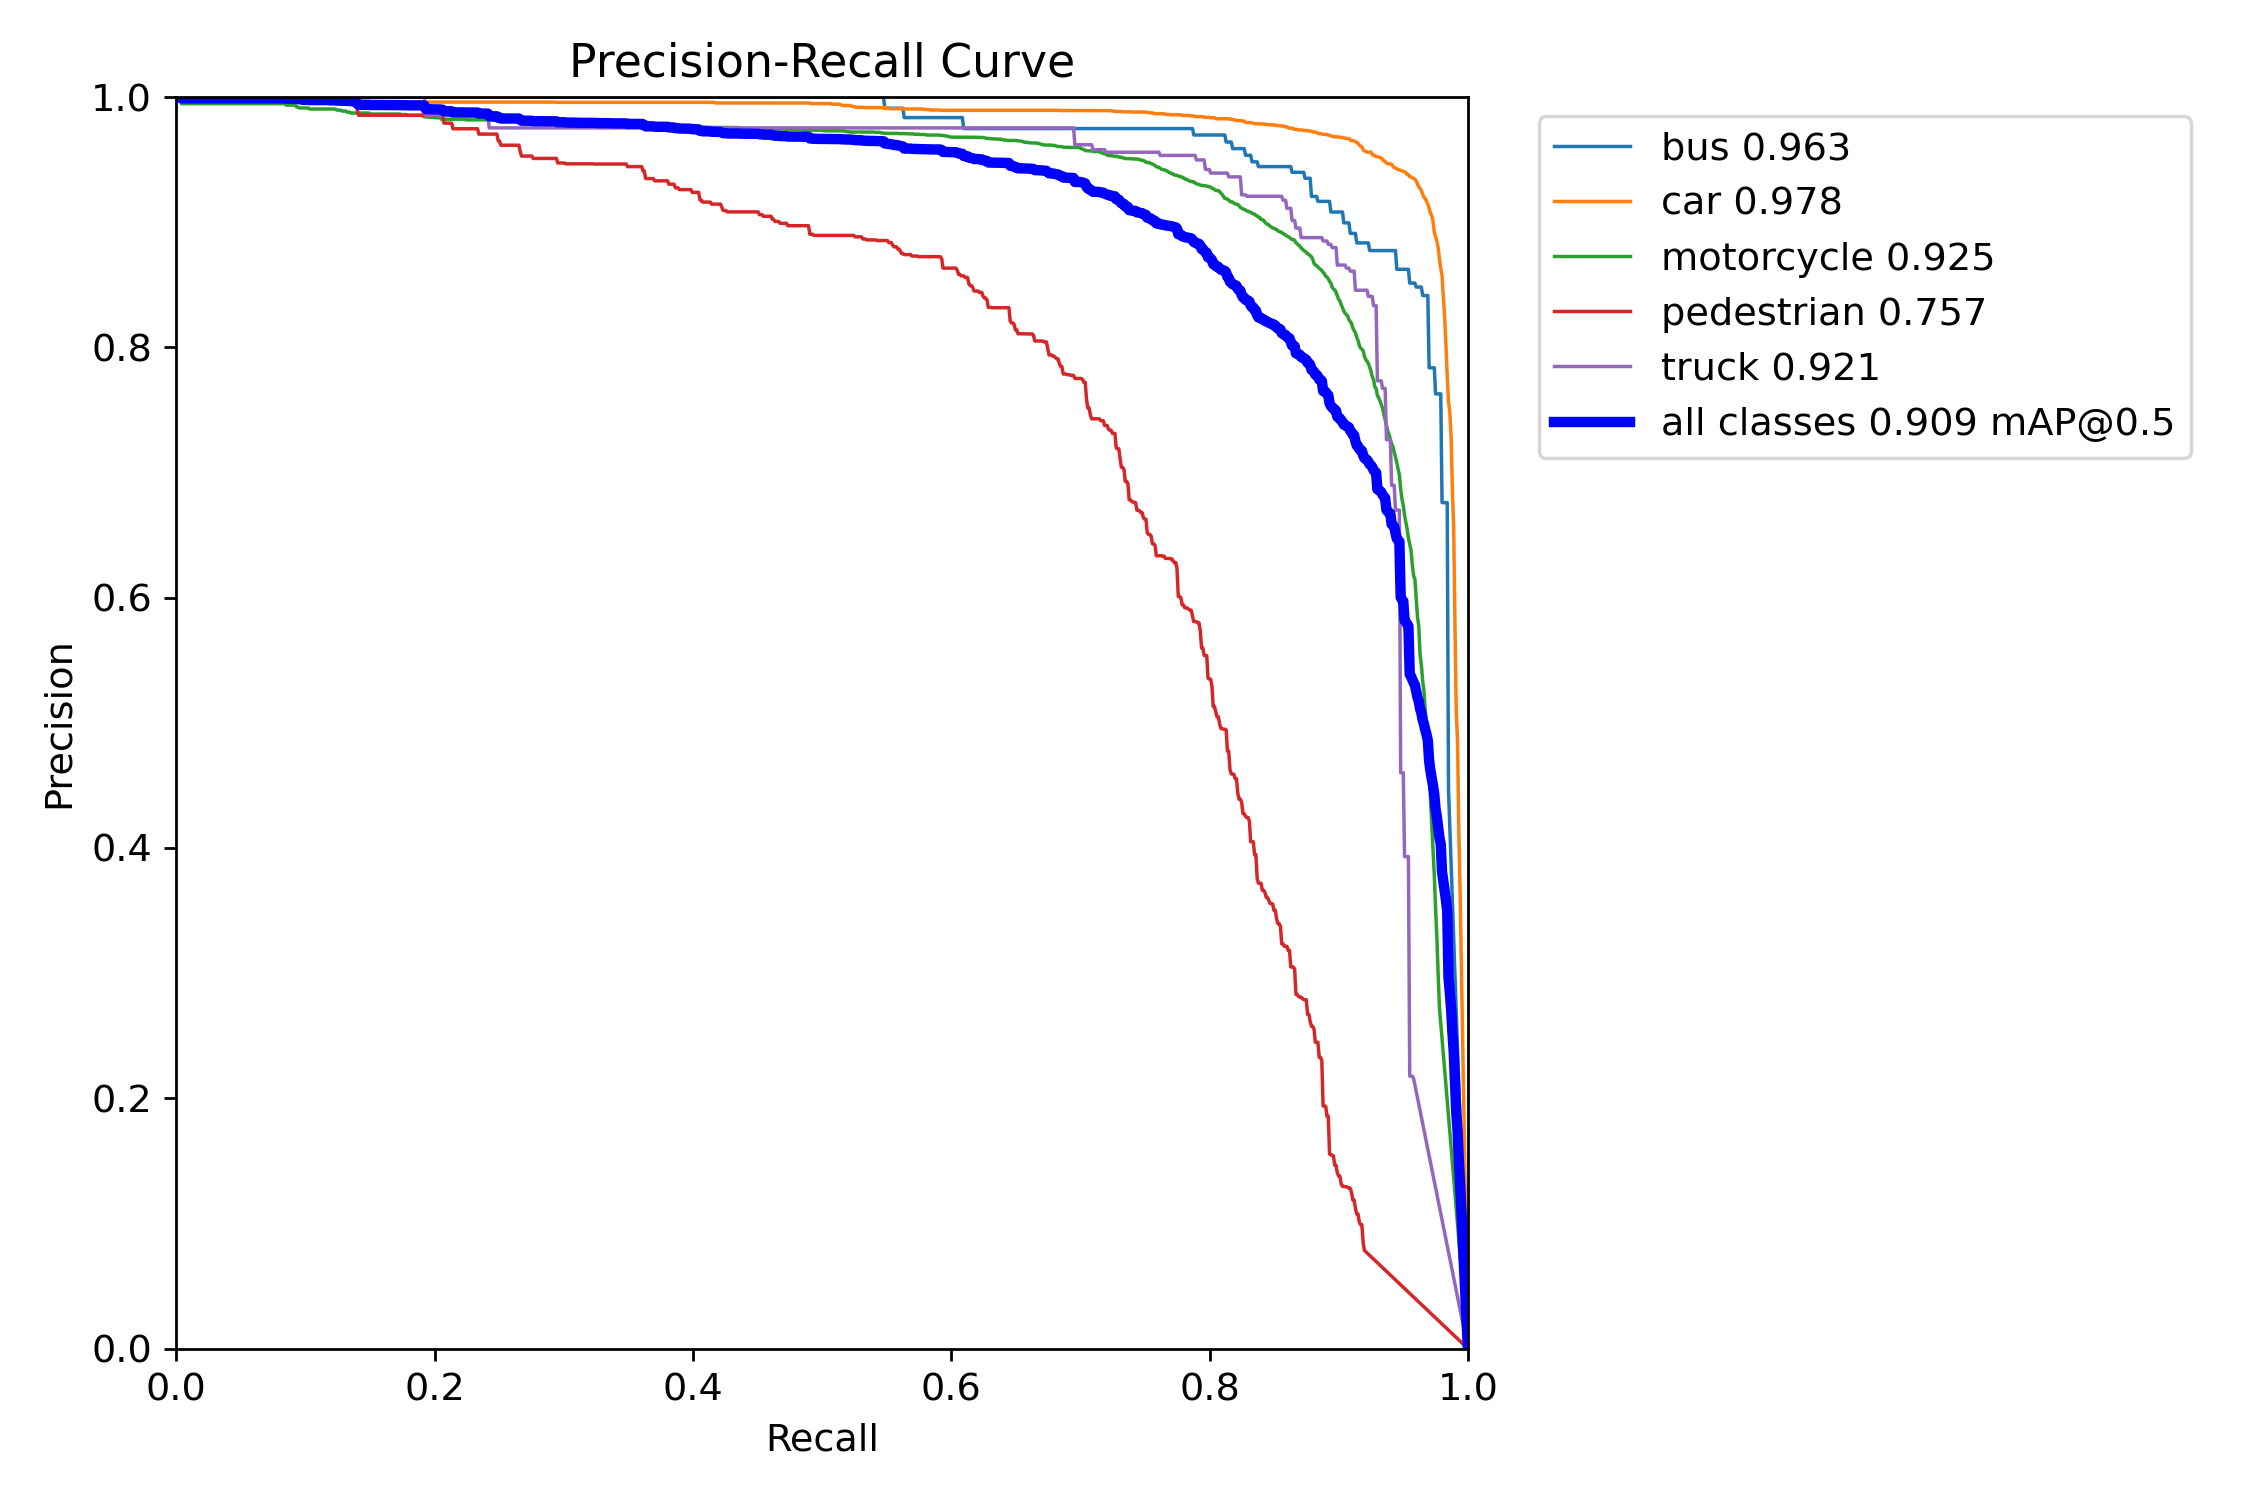 Precision-Recall Curve
1.0
0.8
0.6
0.4
0.2
0.0
Precision
0.0 0.2 0.4 0.6 0.8 1.0
Recall
bus 0.963
car 0.978
motorcycle 0.925
pedestrian 0.757
truck 0.921
all classes 0.909 mAP@0.5